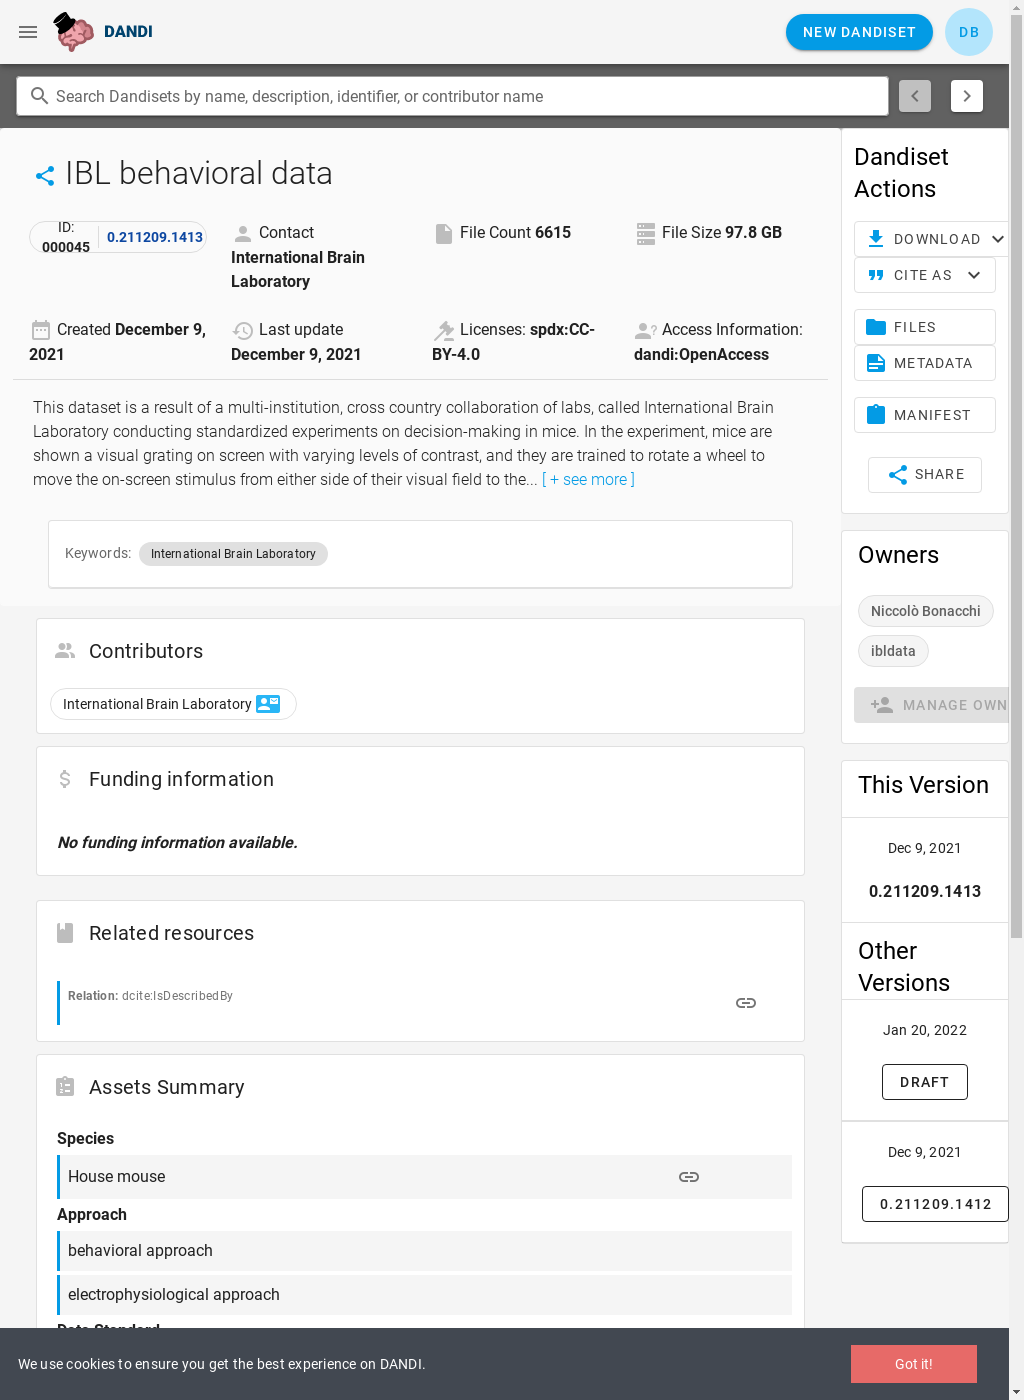 DANDI
NEW DANDISET
DB
Search Dandisets by name, description, identifier, or contributor name
IBL behavioral data
ID:
000045
0.211209.1413
Contact
International Brain
Laboratory
File Count 6615
File Size 97.8 GB
Created December 9,
2021
Last update
December 9, 2021
Licenses: spdx:CC-
BY-4.0
Access Information:
dandi:OpenAccess
This dataset is a result of a multi-institution, cross country collaboration of labs, called International Brain
Laboratory conducting standardized experiments on decision-making in mice. In the experiment, mice are
shown a visual grating on screen with varying levels of contrast, and they are trained to rotate a wheel to
move the on-screen stimulus from either side of their visual field to the... [ + see more ]
Keywords: International Brain Laboratory
Contributors
International Brain Laboratory
Funding information
No funding information available.
Related resources
Relation: dcite:IsDescribedBy
Assets Summary
Species
House mouse
Approach
behavioral approach
electrophysiological approach
Data Standard
Dandiset
Actions
DOWNLOAD
CITE AS
FILES
METADATA
MANIFEST
SHARE
Owners
Niccolò Bonacchi
ibldata
MANAGE OWN
This Version
Dec 9, 2021
0.211209.1413
Other
Versions
Jan 20, 2022
DRAFT
Dec 9, 2021
0.211209.1412
We use cookies to ensure you get the best experience on DANDI.
Got it!